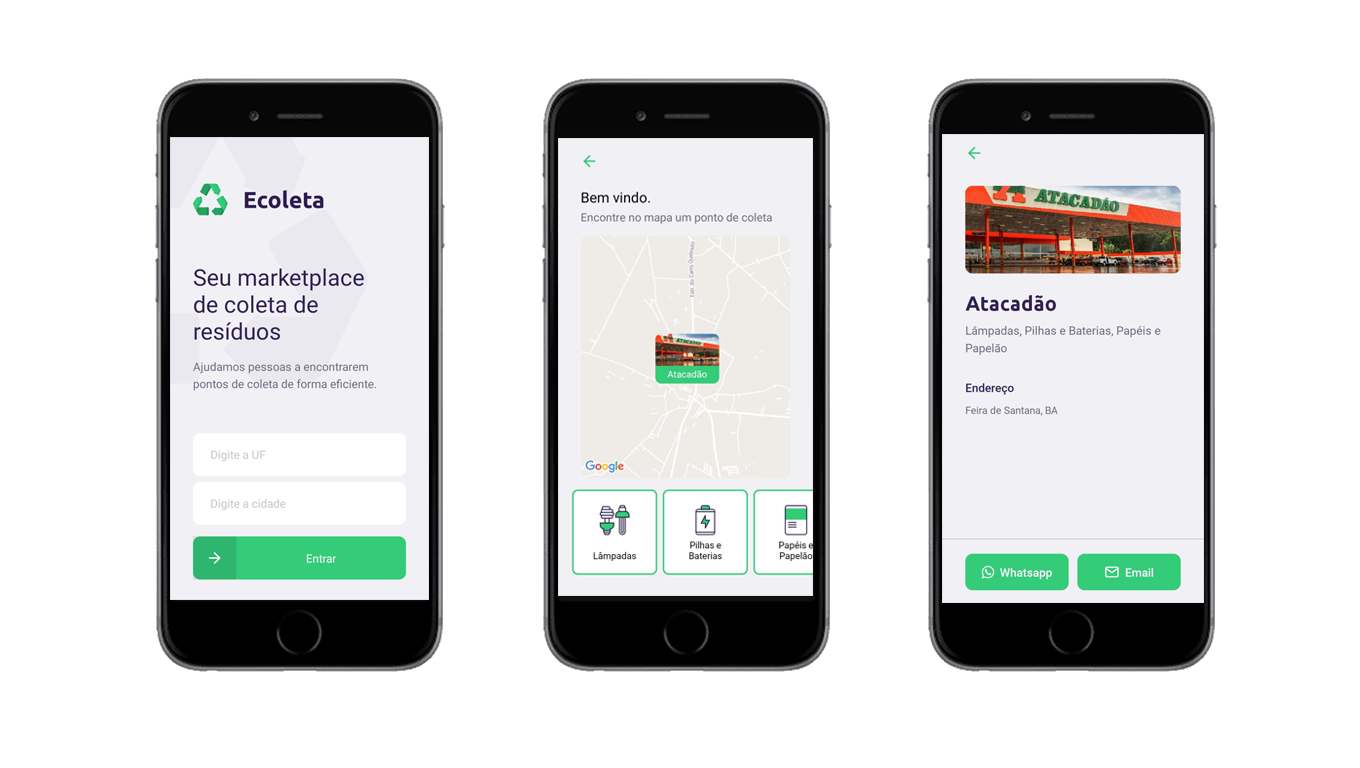 Ecoleta
Seu marketplace
de coleta de
resíduos
Ajudamos pessoas a encontrarem
pontos de coleta de forma eficiente.
Digite a UF
Digite a cidade
Entrar
Bem vindo.
Encontre no mapa um ponto de coleta
ATACADÃO
Atacadão
Google
Lâmpadas
Pilhas e
Baterias
Papéis e
Papelão
ATACADÃO
Atacadão
Lâmpadas, Pilhas e Baterias, Papéis e
Papelão
Endereço
Feira de Santana, BA
Whatsapp
Email